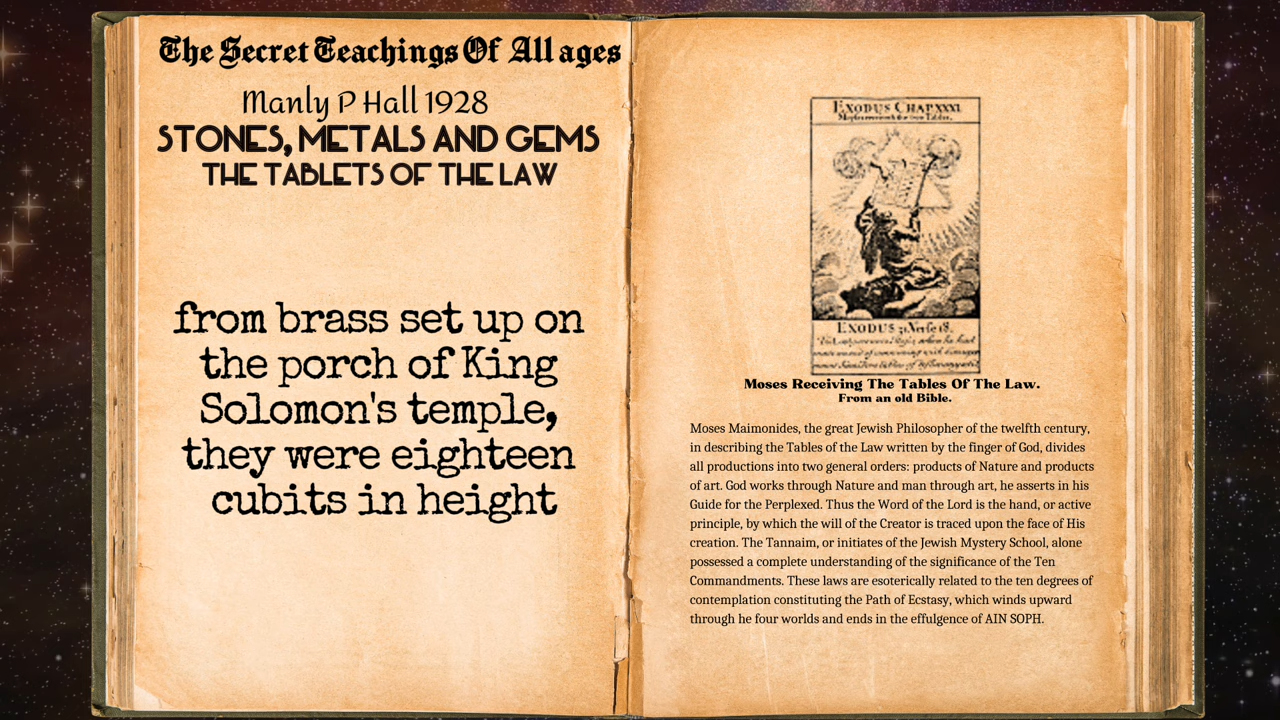 The Secret Teachings Of All ages
Manly P Hall 1928
STONES, METALS AND GEMS
THE TABLETS OF THE LAW
from brass set up on
the porch of King
Solomon's temple,
they were eighteen
cubits in height
EXODUS CHAP.XXXI.
EXODUS 31 Verse 18.
Moses Receiving The Tables Of The Law.
From an old Bible.
Moses Maimonides, the great Jewish Philosopher of the twelfth century,
in describing the Tables of the Law written by the finger of God, divides
all productions into two general orders: products of Nature and products
of art. God works through Nature and man through art, he asserts in his
Guide for the Perplexed. Thus the Word of the Lord is the hand, or active
principle, by which the will of the Creator is traced upon the face of His
creation. The Tannaim, or initiates of the Jewish Mystery School, alone
possessed a complete understanding of the significance of the Ten
Commandments. These laws are esoterically related to the ten degrees of
contemplation constituting the Path of Ecstasy, which winds upward
through he four worlds and ends in the effulgence of AIN SOPH.